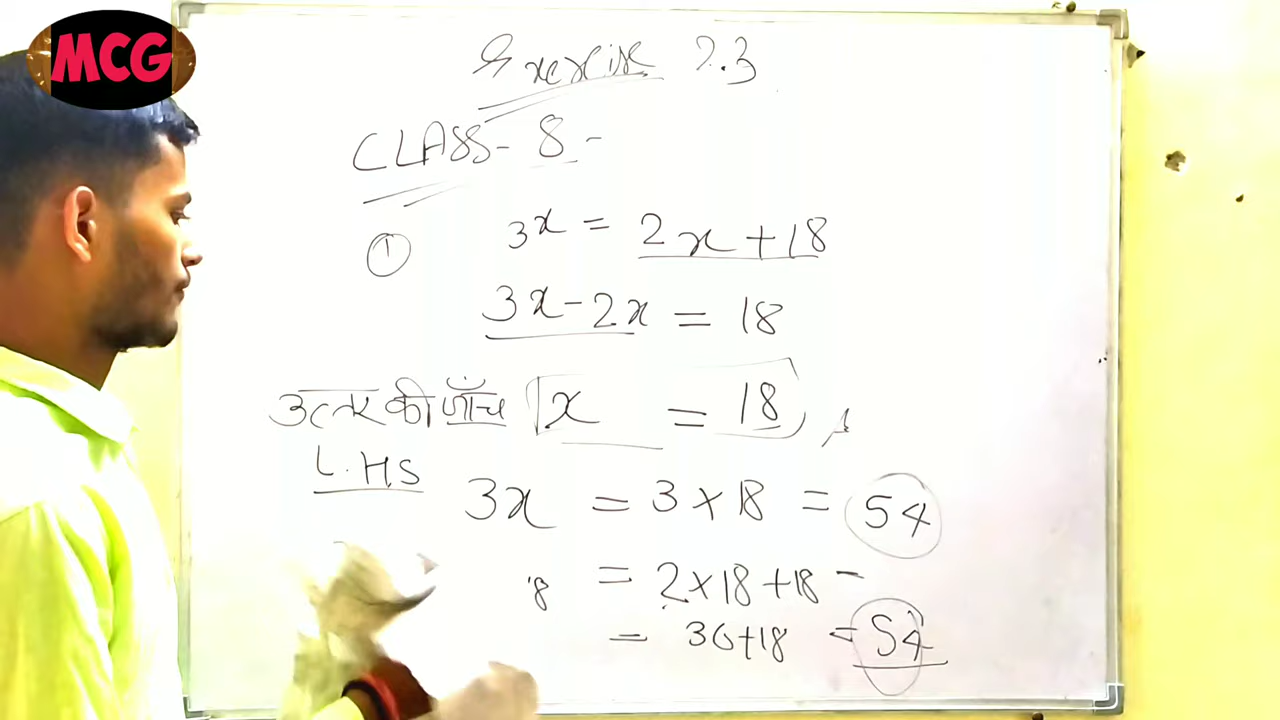 MCG
Exercise 2.3
CLASS- 8 -
① 3x = 2x + 18
3x - 2x = 18
उत्तर की जाँच x = 18
L.HS
3x = 3 × 18 = 54
18 = 2 × 18 + 18 -
= 36 + 18 = 54